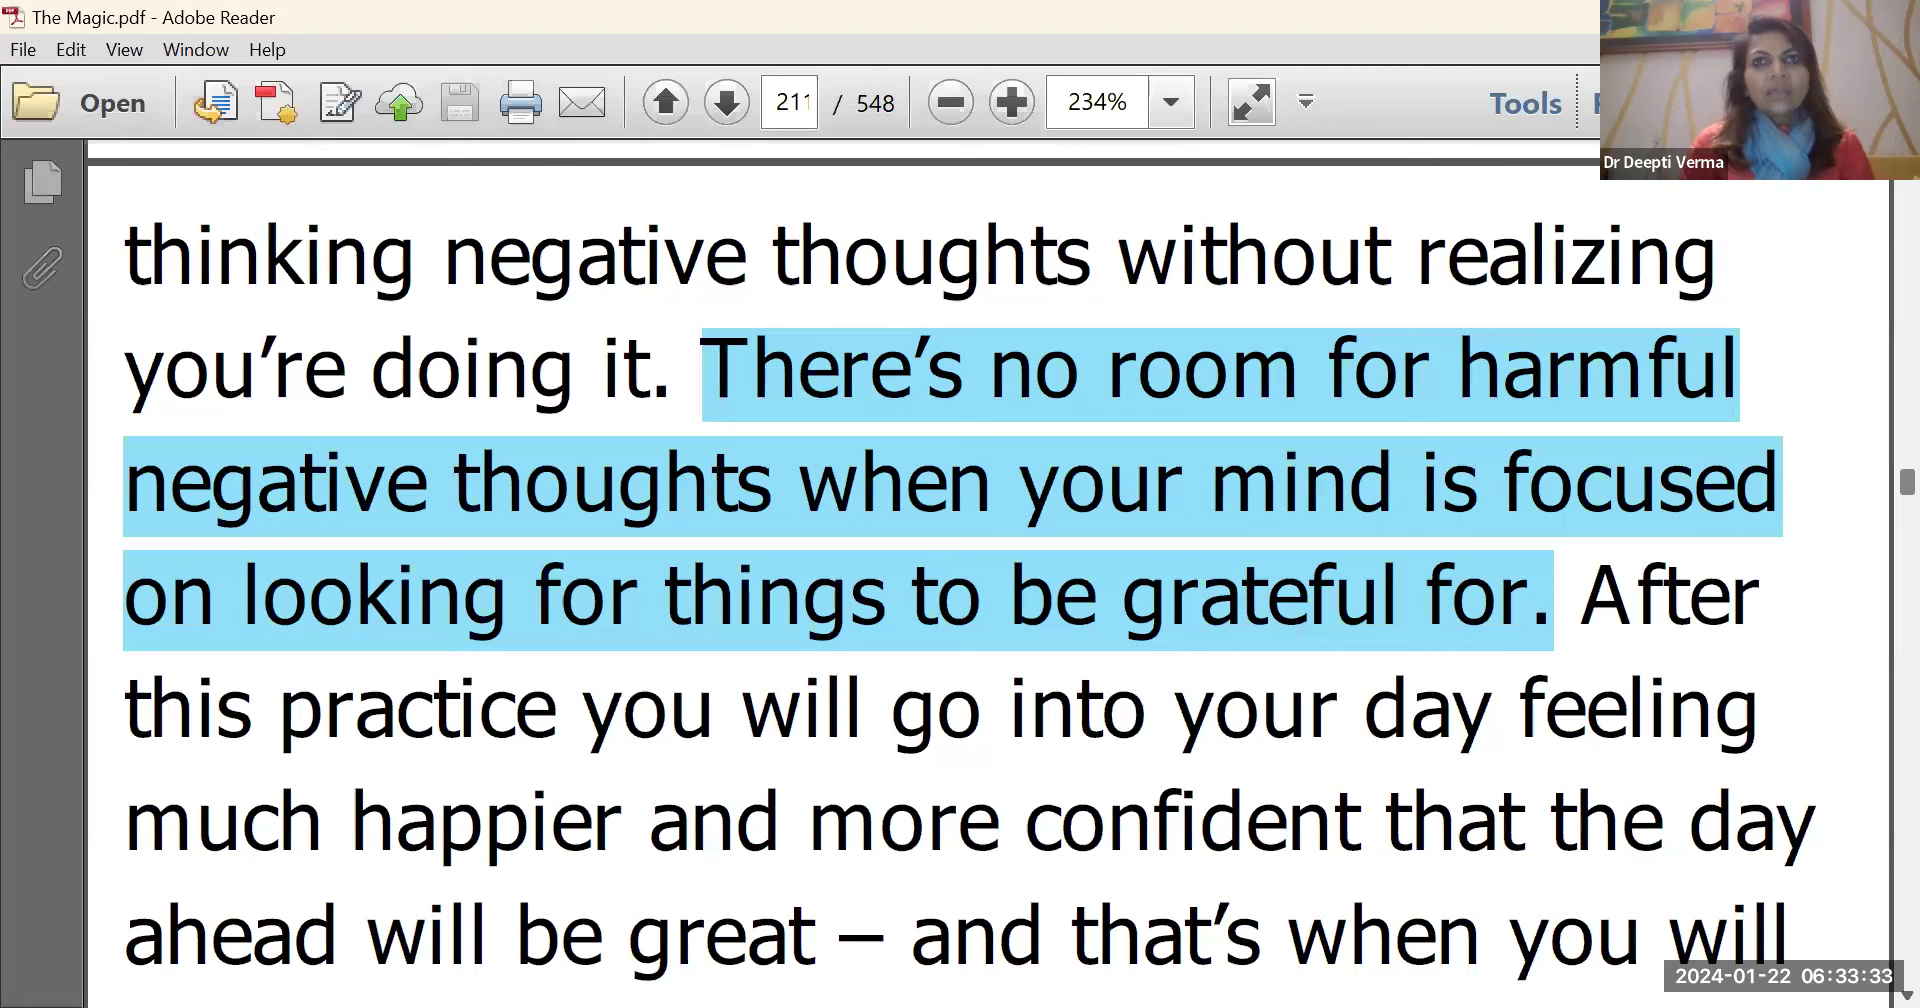 The Magic.pdf - Adobe Reader
File Edit View Window Help
Open 211 / 548 234% Tools
Dr Deepti Verma
thinking negative thoughts without realizing
you’re doing it. There’s no room for harmful
negative thoughts when your mind is focused
on looking for things to be grateful for. After
this practice you will go into your day feeling
much happier and more confident that the day
ahead will be great – and that’s when you will
2024-01-22 06:33:33